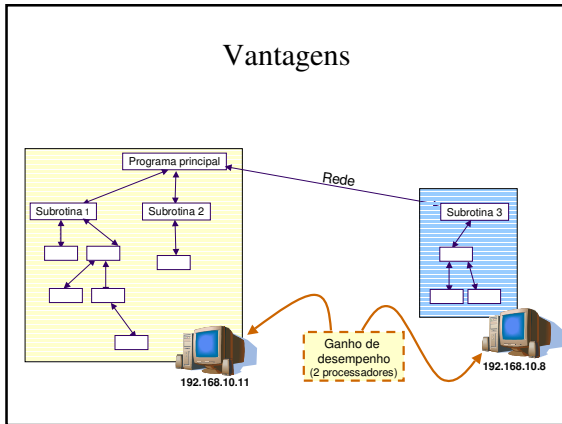 Vantagens
Programa principal
Rede
Subrotina 1
Subrotina 2
Subrotina 3
Ganho de
desempenho
(2 processadores)
192.168.10.11
192.168.10.8